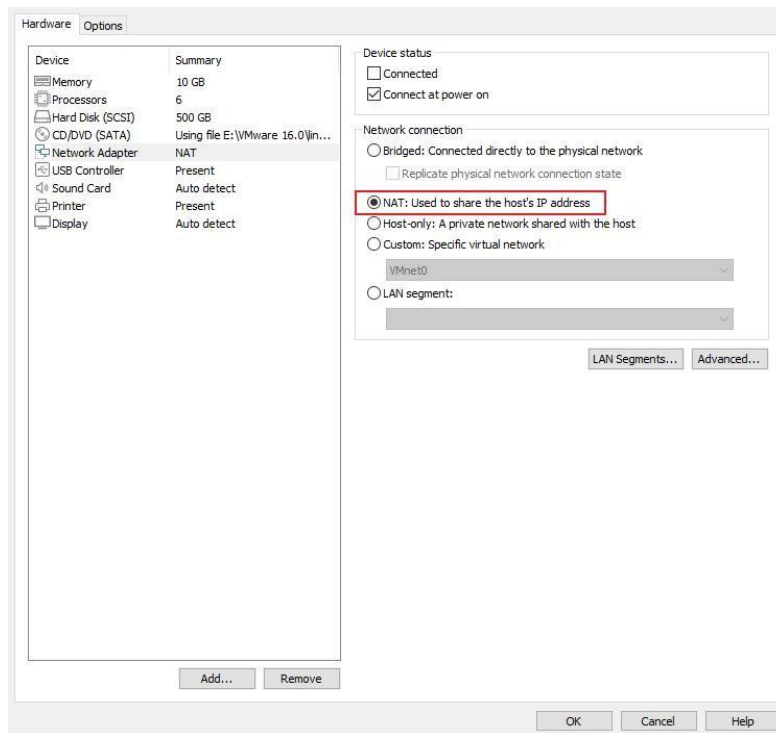 Hardware Options
Device Summary
Memory 10 GB
Processors 6
Hard Disk (SCSI) 500 GB
CD/DVD (SATA) Using file E:\VMware 16.0\lin...
Network Adapter NAT
USB Controller Present
Sound Card Auto detect
Printer Present
Display Auto detect
Add... Remove
Device status
Connected
Connect at power on
Network connection
Bridged: Connected directly to the physical network
Replicate physical network connection state
NAT: Used to share the host's IP address
Host-only: A private network shared with the host
Custom: Specific virtual network
VMnet0
LAN segment:
LAN Segments... Advanced...
OK Cancel Help